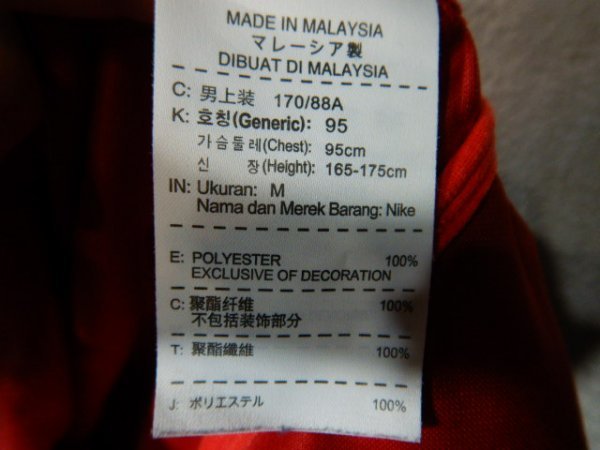 MADE IN MALAYSIA
マレーシア製
DIBUAT DI MALAYSIA
C: 男上装 170/88A
K: 호칭(Generic): 95
가슴둘레(Chest): 95cm
신 장(Height): 165-175cm
IN: Ukuran: M
Nama dan Merek Barang: Nike
E: POLYESTER 100%
EXCLUSIVE OF DECORATION
C: 聚酯纤维 100%
不包括装饰部分
T: 聚酯纖維 100%
J: ポリエステル 100%